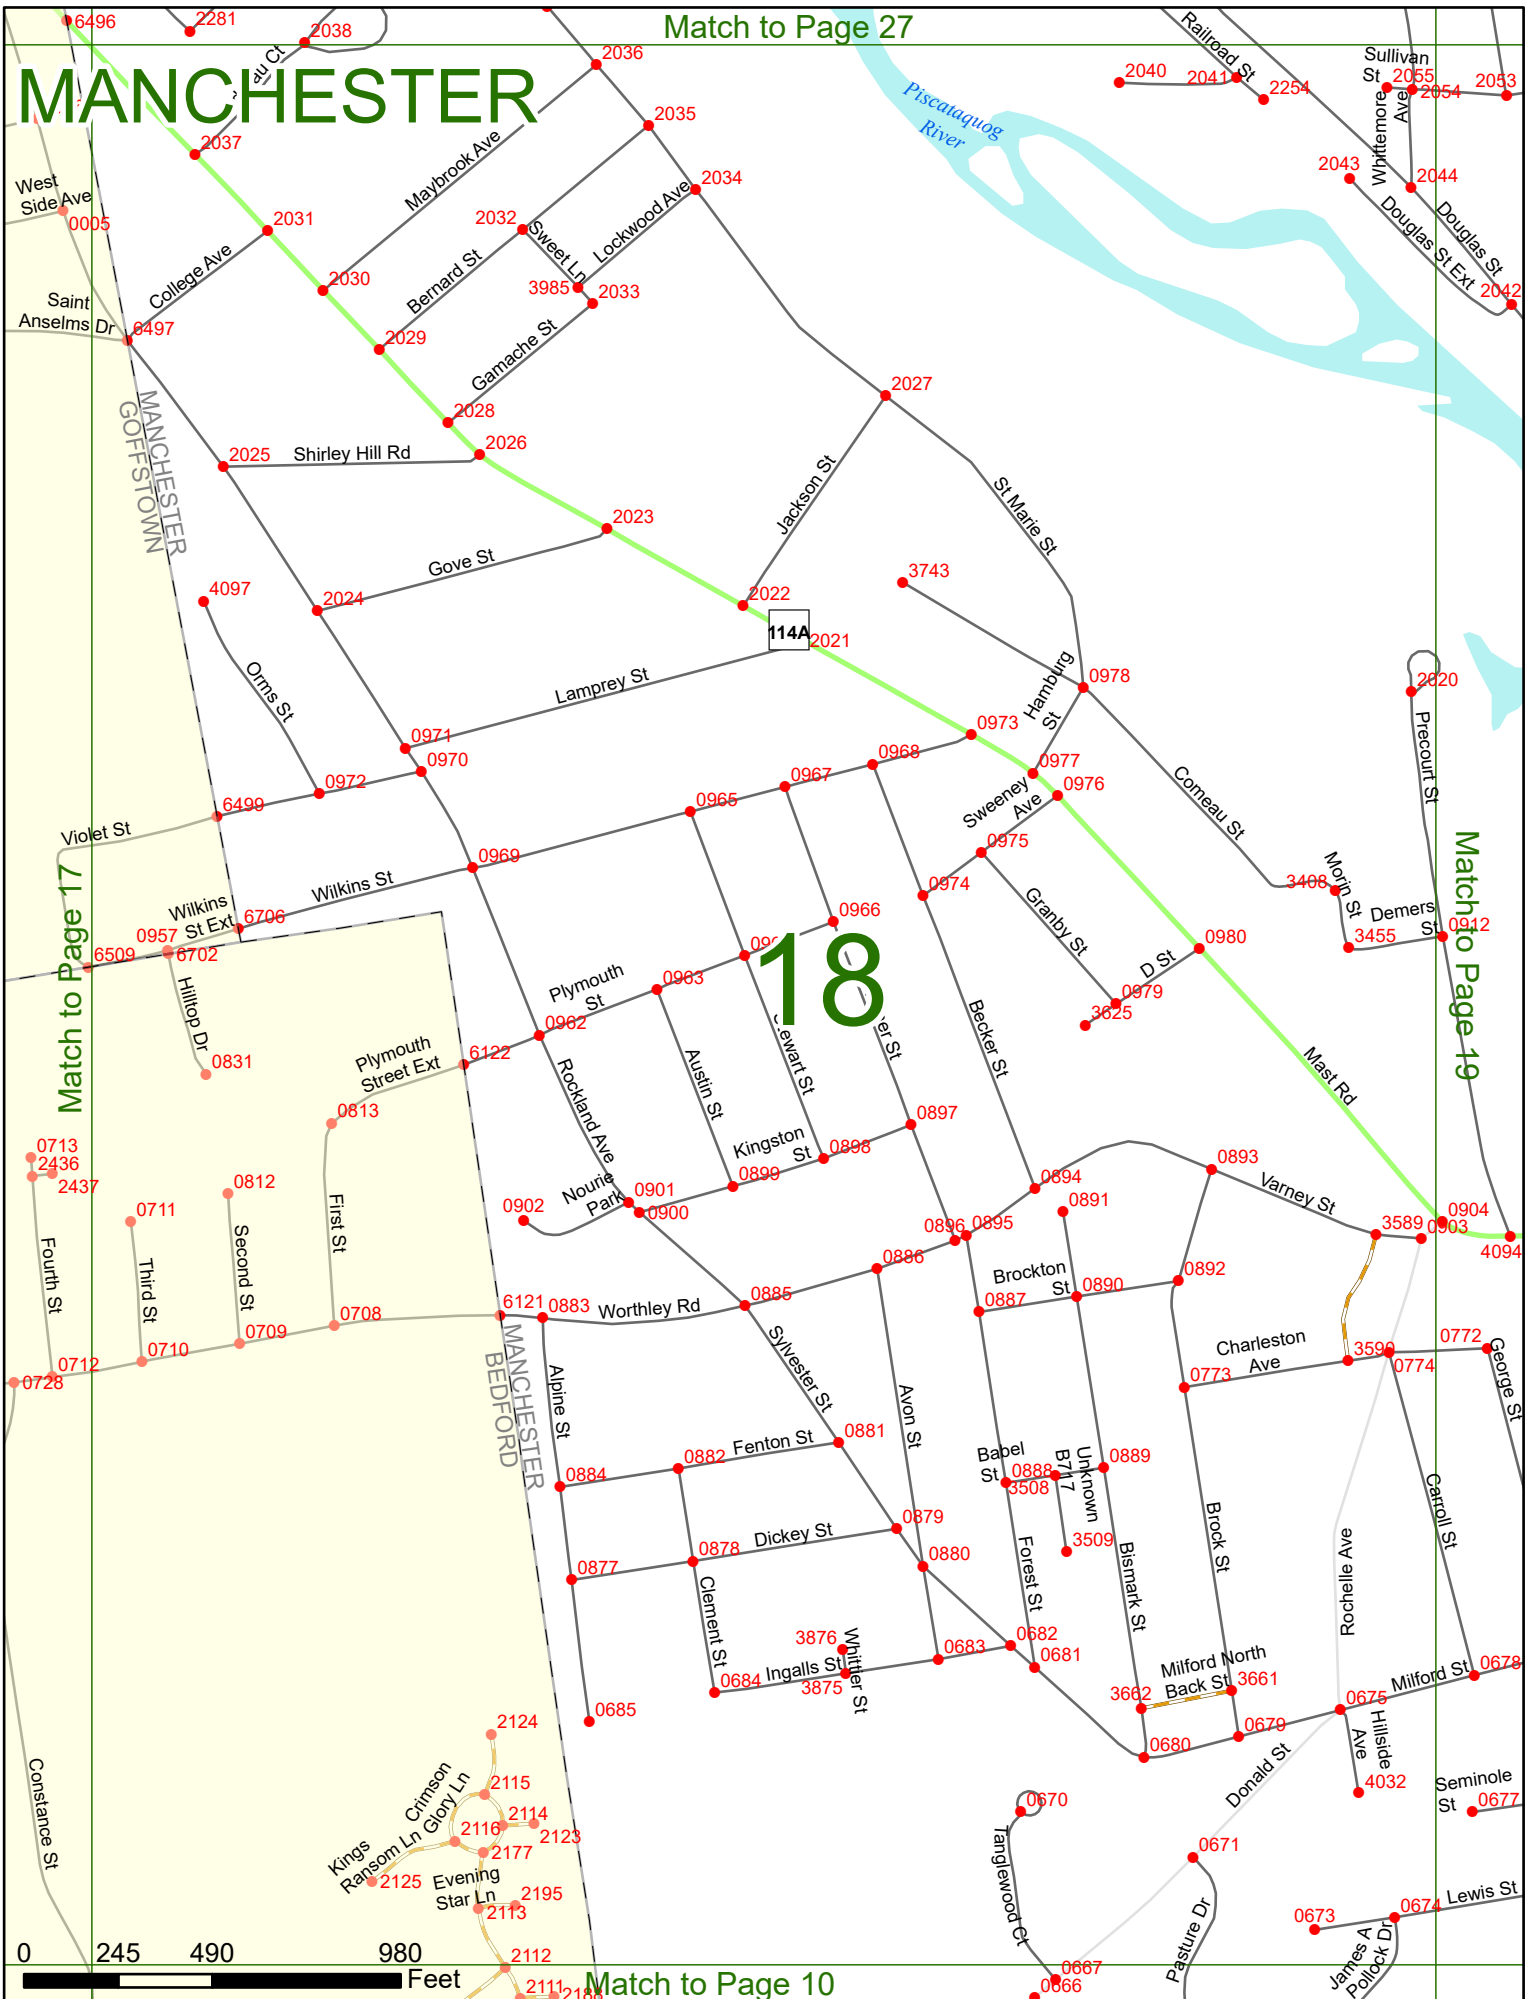 Match to Page 27
MANCHESTER
6496
2281
2038
au Ct
2036
2035
2034
2037
Maybrook Ave
Piscataquog
River
Railroad St
2040
2041
2254
Sullivan
St
2055
2054
2053
Whittemore
Ave
2043
2044
Douglas St
Douglas St Ext
2042
West
Side Ave
0005
2031
College Ave
2030
2032
Sweet Ln
Lockwood Ave
Bernard St
3985
2033
Saint
Anselms Dr
6497
2029
Gamache St
2028
2026
2027
MANCHESTER
GOFFSTOWN
2025
Shirley Hill Rd
2023
Jackson St
St Marie St
Gove St
4097
2024
2022
3743
114A
2021
Orms St
Lamprey St
Hamburg
St
0978
2020
Precourt St
0971
0970
0972
0973
0968
0967
0977
0976
Sweeney
Ave
Comeau St
6499
Violet St
0965
0975
0969
Wilkins St
0974
Granby St
Morin St
3408
Demers
St
0912
3455
Match to Page 17
Match to Page 19
Wilkins
St Ext
6706
0957
6702
6509
0966
18
0980
D St
0979
3625
Hilltop Dr
0831
Plymouth
St
0963
0962
Stewart St
Becker St
Plymouth
Street Ext
6122
Austin St
Rockland Ave
Mast Rd
0813
0897
0713
2436
2437
0812
0711
Kingston
St
0898
0899
0894
0893
0891
Varney St
0902
Nourie
Park
0901
0900
0896
0895
3589
0904
0903
4094
Fourth St
Third St
Second St
First St
0886
Brockton
St
0890
0892
0887
6121
0883
Worthley Rd
0885
0708
0709
0710
0712
0728
MANCHESTER
BEDFORD
Sylvester St
Charleston
Ave
3590
0774
0772
George St
0773
Alpine St
Avon St
0881
Fenton St
0882
0884
Babel
St
0888
3508
B717
Unknown
0889
Carroll St
0879
Dickey St
0878
0877
0880
3509
Forest St
Bismark St
Brock St
Rochelle Ave
Clement St
3876
Whittier St
Ingalls St
3875
0684
0683
0682
0681
Milford North
Back St
3661
3662
Milford St
0678
0675
0685
0679
0680
Hillside
Ave
4032
Donald St
Seminole
St
0677
2124
Constance St
Crimson
Glory Ln
2115
2114
2123
2116
2177
Kings
Ransom Ln
2125
Evening
Star Ln
2195
2113
0670
Tanglewood Ct
0671
Pasture Dr
0673
0674
Lewis St
James A
Pollock Dr
0667
0666
0 245 490 980
Feet
2112
2111
2188
Match to Page 10